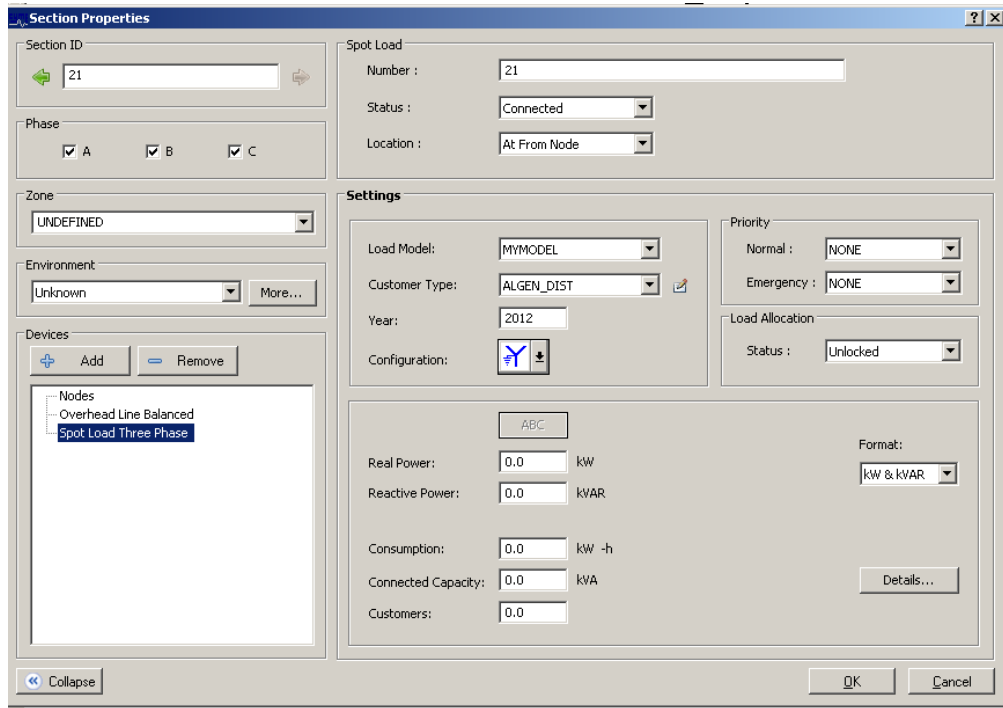 Section Properties
Section ID
21
Phase
A B C
Zone
UNDEFINED
Environment
Unknown More...
Devices
Add Remove
Nodes
Overhead Line Balanced
Spot Load Three Phase
Collapse
Spot Load
Number : 21
Status : Connected
Location : At From Node
Settings
Load Model: MYMODEL
Customer Type: ALGEN_DIST
Year: 2012
Configuration:
Priority
Normal : NONE
Emergency : NONE
Load Allocation
Status : Unlocked
ABC
Format:
kW & kVAR
Real Power: 0.0 kW
Reactive Power: 0.0 kVAR
Consumption: 0.0 kW -h
Connected Capacity: 0.0 kVA
Customers: 0.0
Details...
OK Cancel